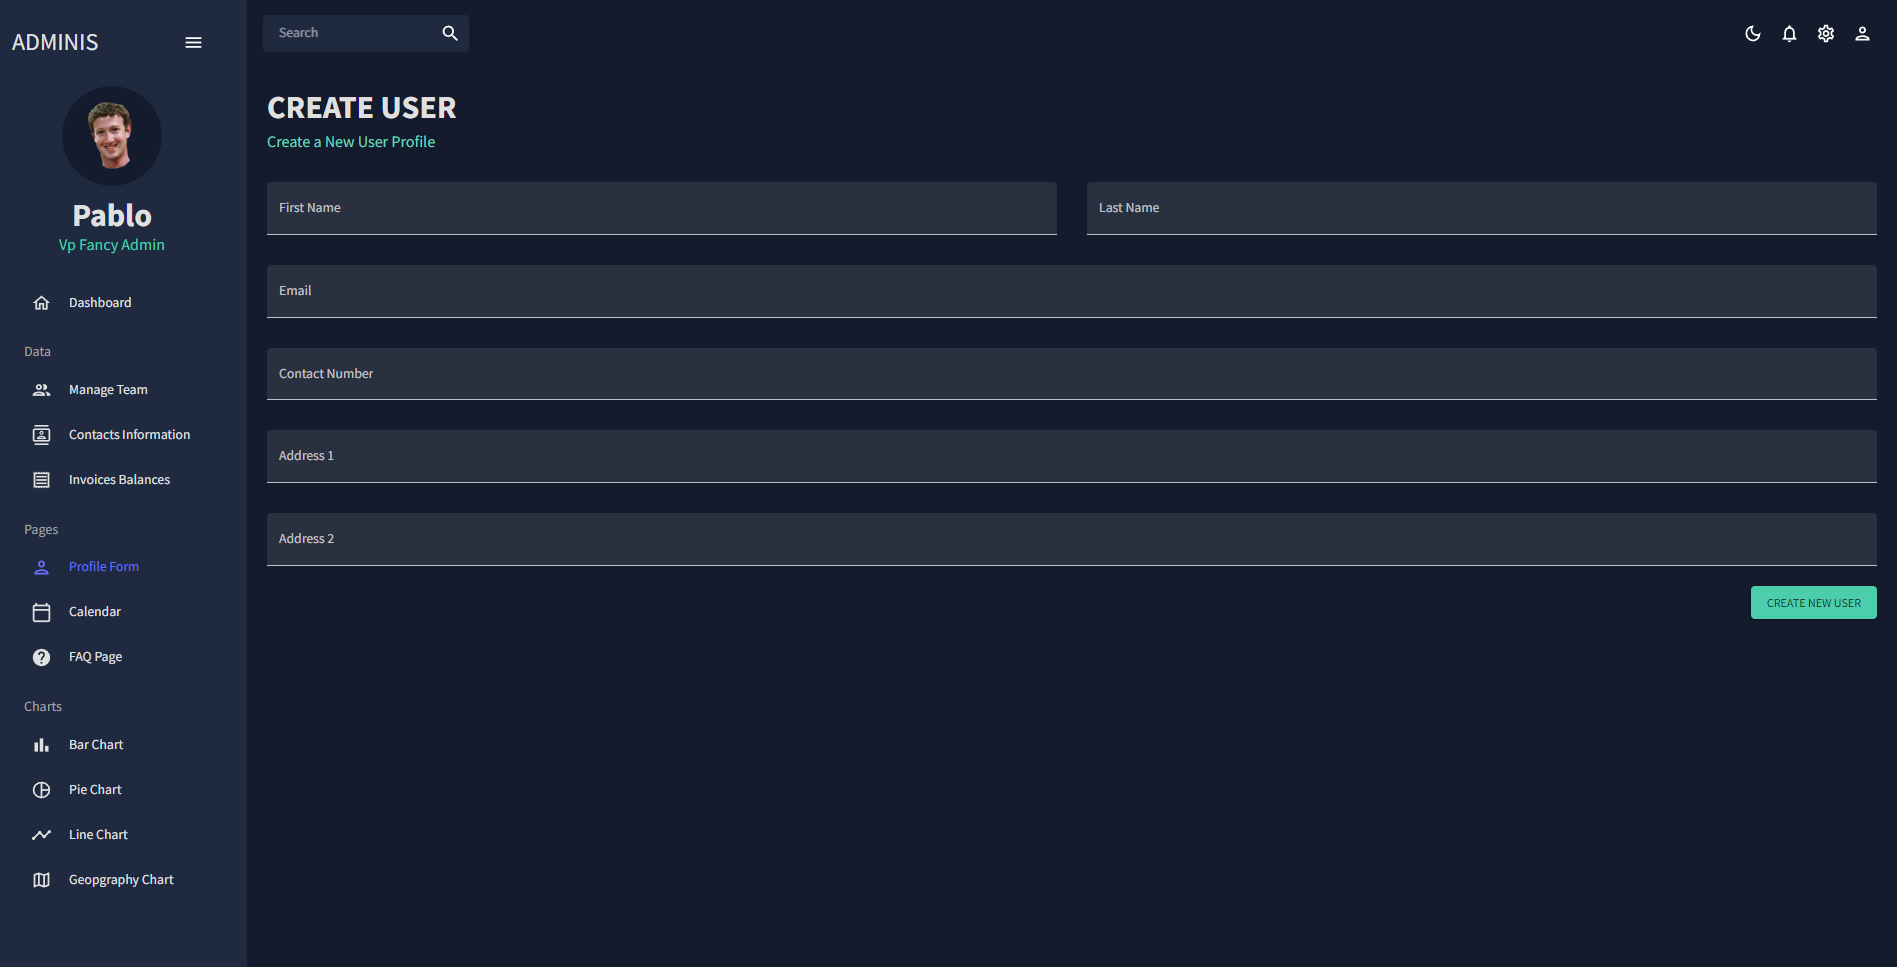 ADMINIS
Search
Pablo
Vp Fancy Admin
Dashboard
Data
Manage Team
Contacts Information
Invoices Balances
Pages
Profile Form
Calendar
FAQ Page
Charts
Bar Chart
Pie Chart
Line Chart
Geopgraphy Chart
CREATE USER
Create a New User Profile
First Name
Last Name
Email
Contact Number
Address 1
Address 2
CREATE NEW USER